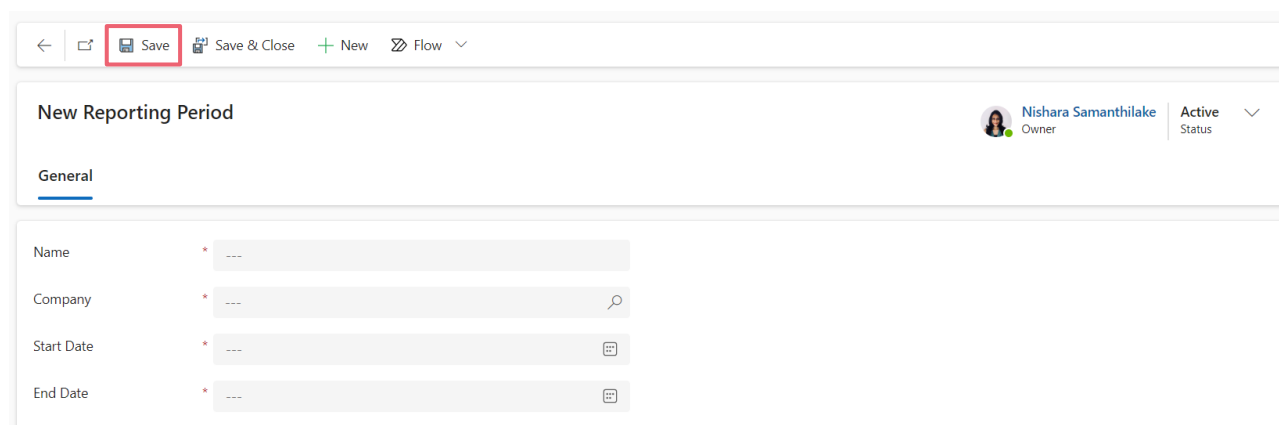 Save Save & Close New Flow
New Reporting Period
Nishara Samanthilake
Owner
Active
Status
General
Name * ---
Company * ---
Start Date * ---
End Date * ---